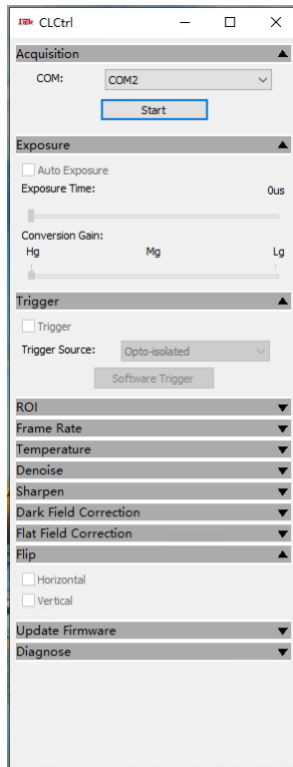 CLCtrl
Acquisition
COM: COM2
Start
Exposure
Auto Exposure
Exposure Time: 0us
Conversion Gain:
Hg Mg Lg
Trigger
Trigger
Trigger Source: Opto-isolated
Software Trigger
ROI
Frame Rate
Temperature
Denoise
Sharpen
Dark Field Correction
Flat Field Correction
Flip
Horizontal
Vertical
Update Firmware
Diagnose